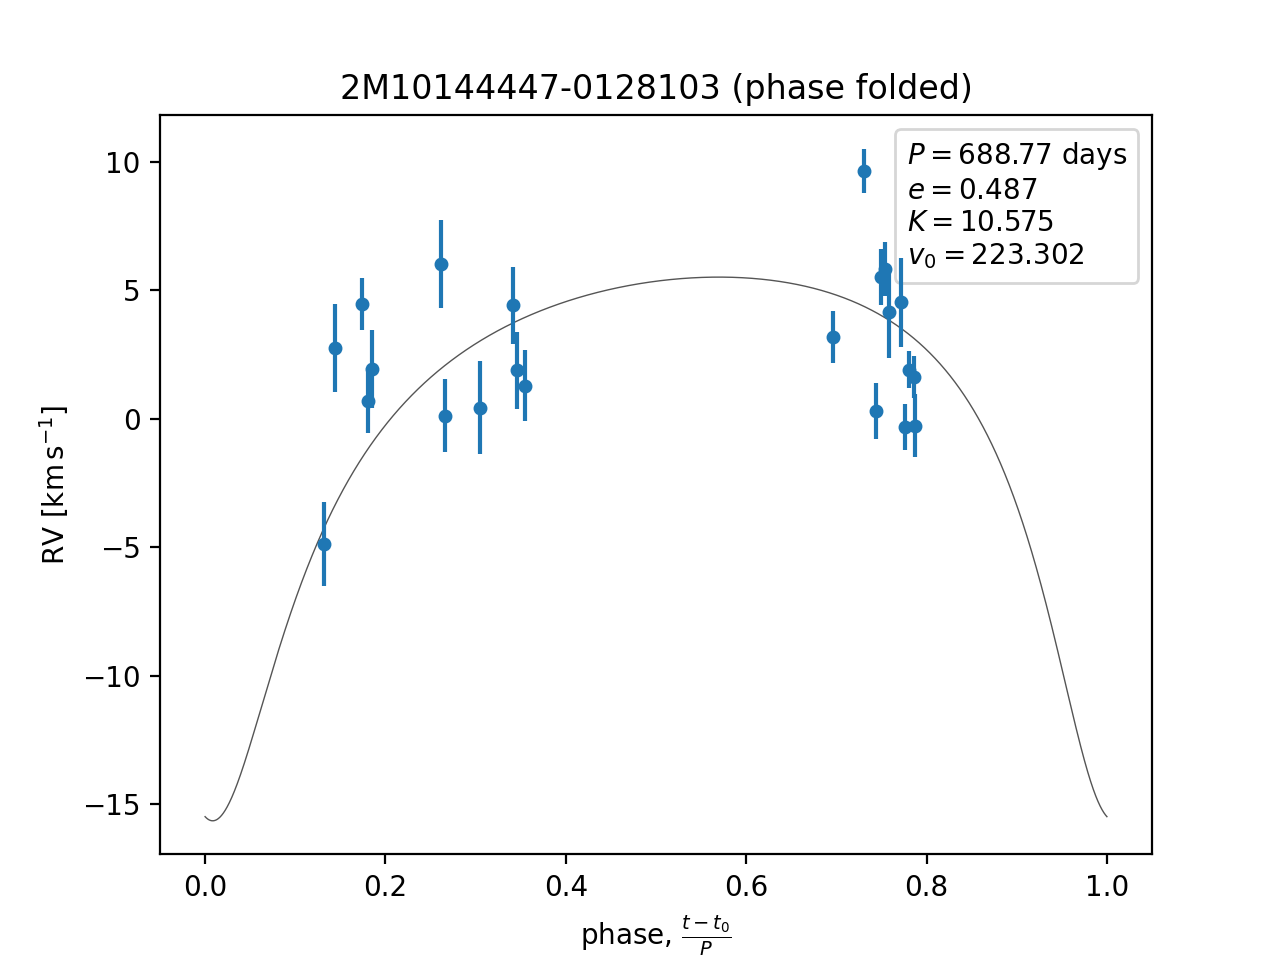 2M10144447-0128103 (phase folded)
P = 688.77 days
e = 0.487
K = 10.575
v₀ = 223.302
RV [km s⁻¹]
10
5
0
−5
−10
−15
0.0 0.2 0.4 0.6 0.8 1.0
phase, (t − t₀)/P